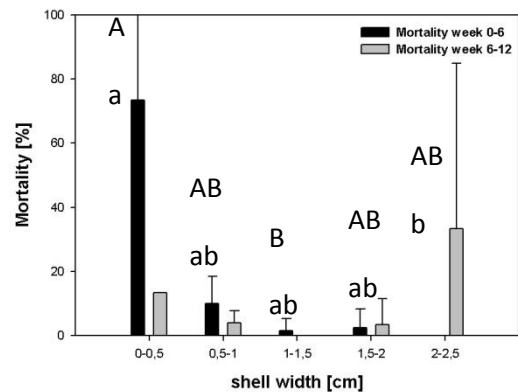 100
80
60
40
20
0
Mortality [%]
A
a
AB
ab
B
ab
AB
ab
AB
b
Mortality week 0-6
Mortality week 6-12
0-0,5 0,5-1 1-1,5 1,5-2 2-2,5
shell width [cm]